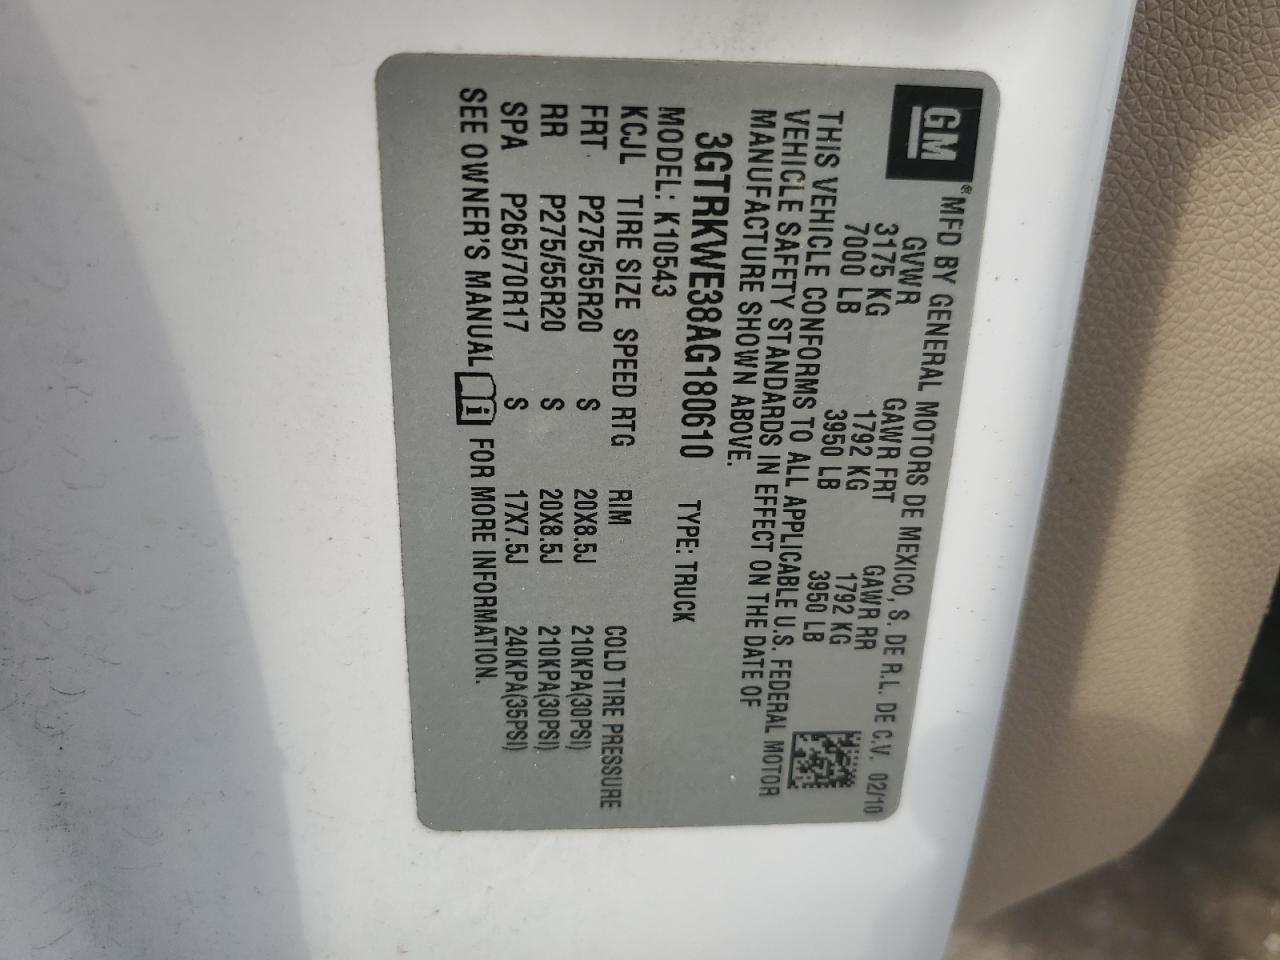 GM ® MFD BY GENERAL MOTORS DE MEXICO, S. DE R.L. DE C.V. 02/10
GVWR GAWR FRT GAWR RR
3175 KG 1792 KG 1792 KG
7000 LB 3950 LB 3950 LB
THIS VEHICLE CONFORMS TO ALL APPLICABLE U.S. FEDERAL MOTOR
VEHICLE SAFETY STANDARDS IN EFFECT ON THE DATE OF
MANUFACTURE SHOWN ABOVE.
3GTRKWE38AG180610 TYPE: TRUCK
MODEL: K10543
KCJL TIRE SIZE SPEED RTG RIM COLD TIRE PRESSURE
FRT P275/55R20 S 20X8.5J 210KPA(30PSI)
RR P275/55R20 S 20X8.5J 210KPA(30PSI)
SPA P265/70R17 S 17X7.5J 240KPA(35PSI)
SEE OWNER'S MANUAL i FOR MORE INFORMATION.